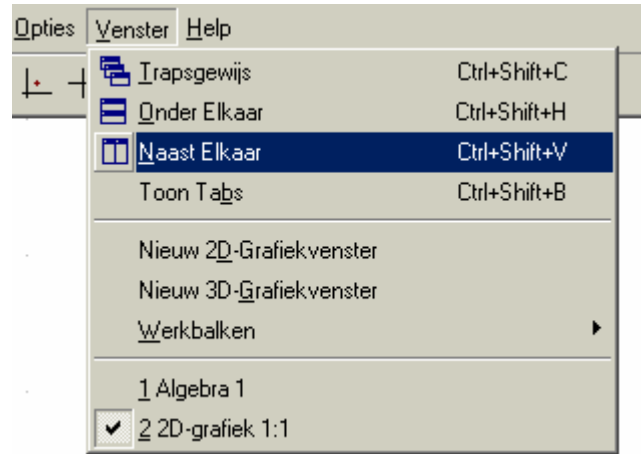 Opties Venster Help
Trapsgewijs Ctrl+Shift+C
Onder Elkaar Ctrl+Shift+H
Naast Elkaar Ctrl+Shift+V
Toon Tabs Ctrl+Shift+B
Nieuw 2D-Grafiekvenster
Nieuw 3D-Grafiekvenster
Werkbalken
1 Algebra 1
2 2D-grafiek 1:1